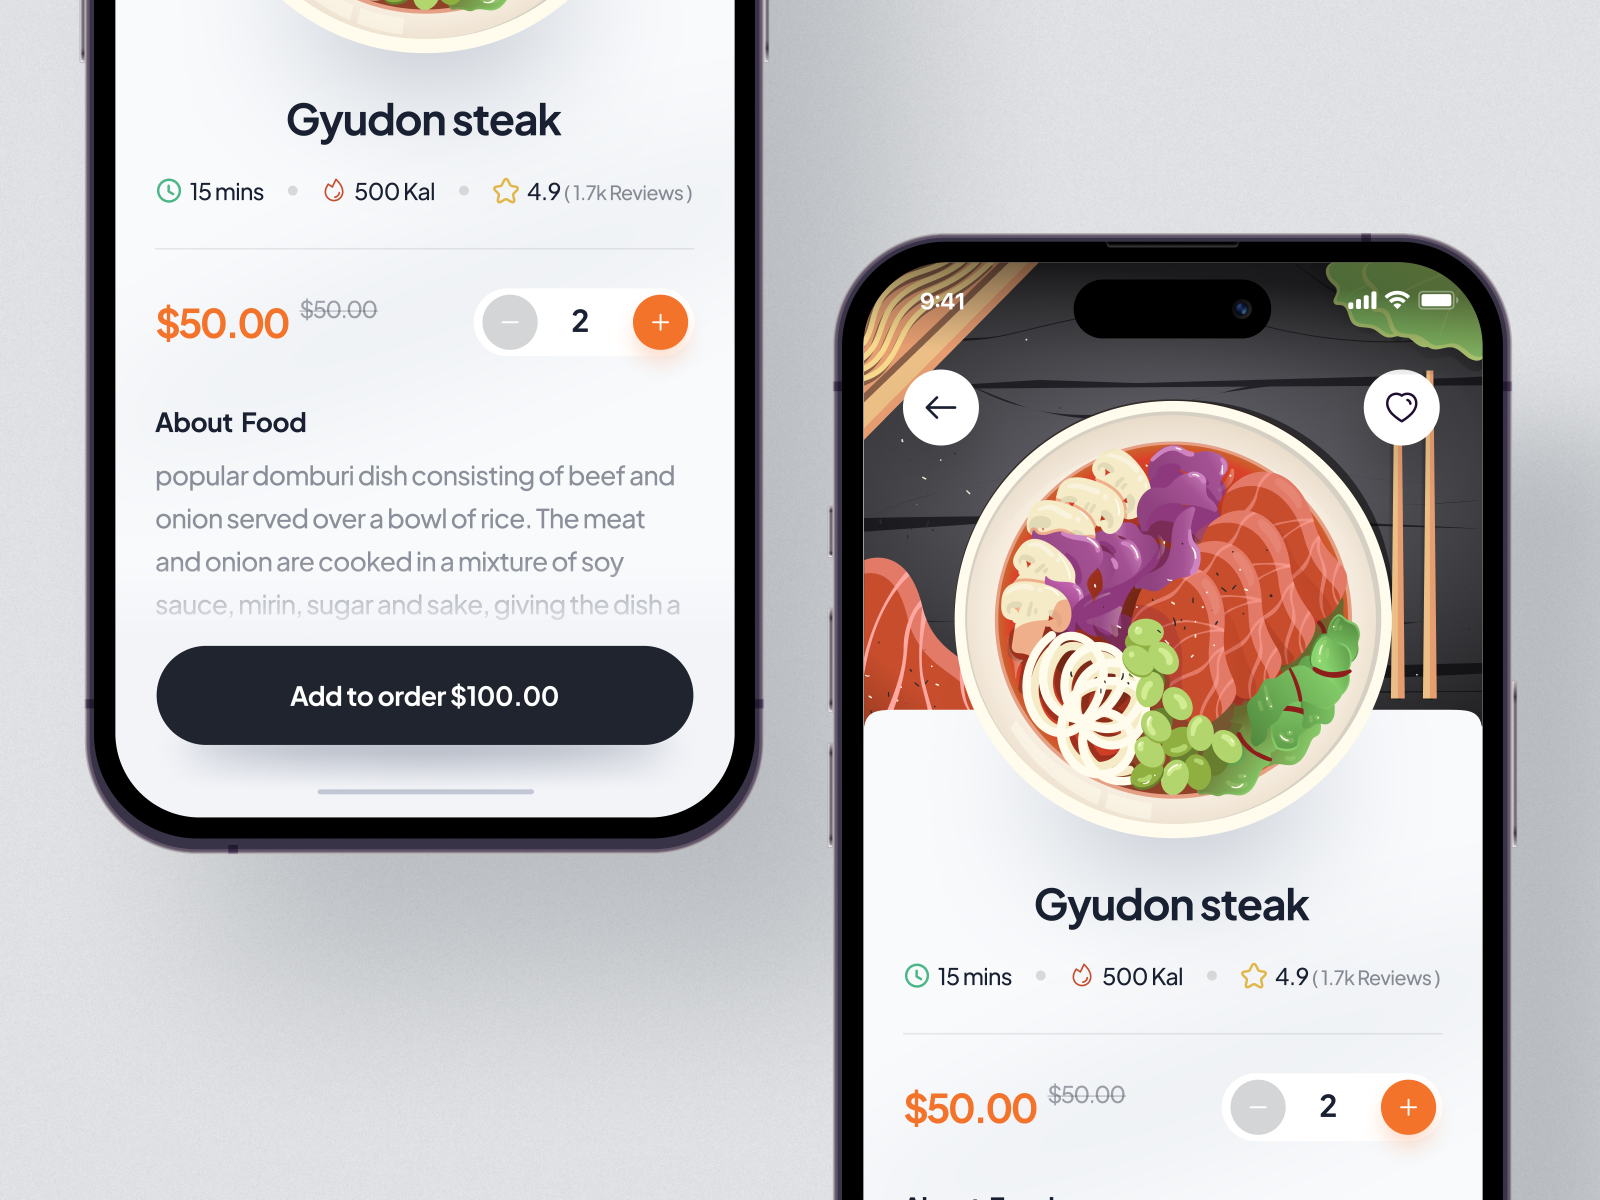 Gyudon steak
15 mins
500 Kal
4.9 ( 1.7k Reviews )
$50.00 $50.00
2
About Food
popular domburi dish consisting of beef and
onion served over a bowl of rice. The meat
and onion are cooked in a mixture of soy
sauce, mirin, sugar and sake, giving the dish a
Add to order $100.00
9:41
Gyudon steak
15 mins
500 Kal
4.9 ( 1.7k Reviews )
$50.00 $50.00
2